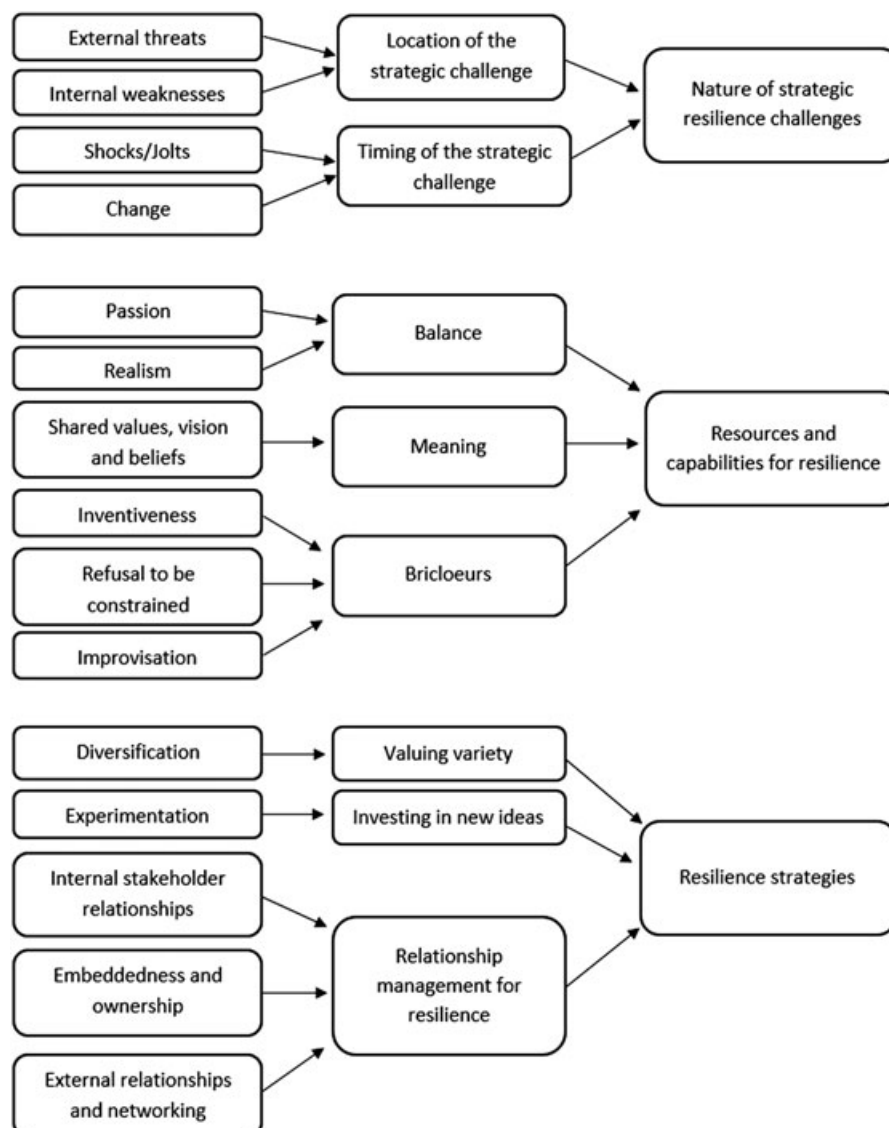 External threats
Internal weaknesses
Location of the
strategic challenge
Shocks/Jolts
Change
Timing of the strategic
challenge
Nature of strategic
resilience challenges
Passion
Realism
Balance
Shared values, vision
and beliefs
Meaning
Inventiveness
Refusal to be
constrained
Improvisation
Bricloeurs
Resources and
capabilities for resilience
Diversification
Valuing variety
Experimentation
Investing in new ideas
Internal stakeholder
relationships
Embeddedness and
ownership
External relationships
and networking
Relationship
management for
resilience
Resilience strategies